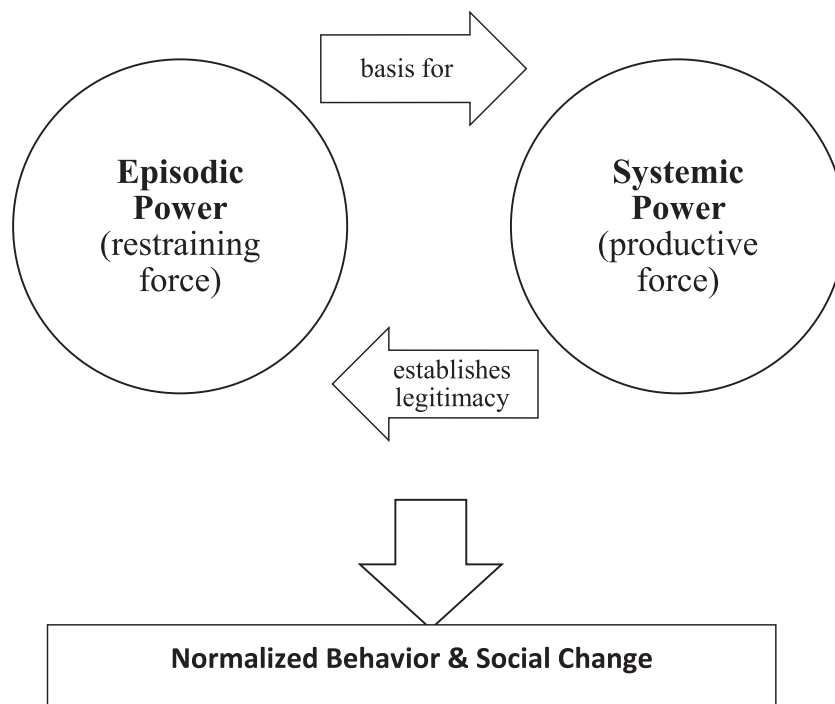 basis for
Episodic
Power
(restraining
force)
Systemic
Power
(productive
force)
establishes
legitimacy
Normalized Behavior & Social Change